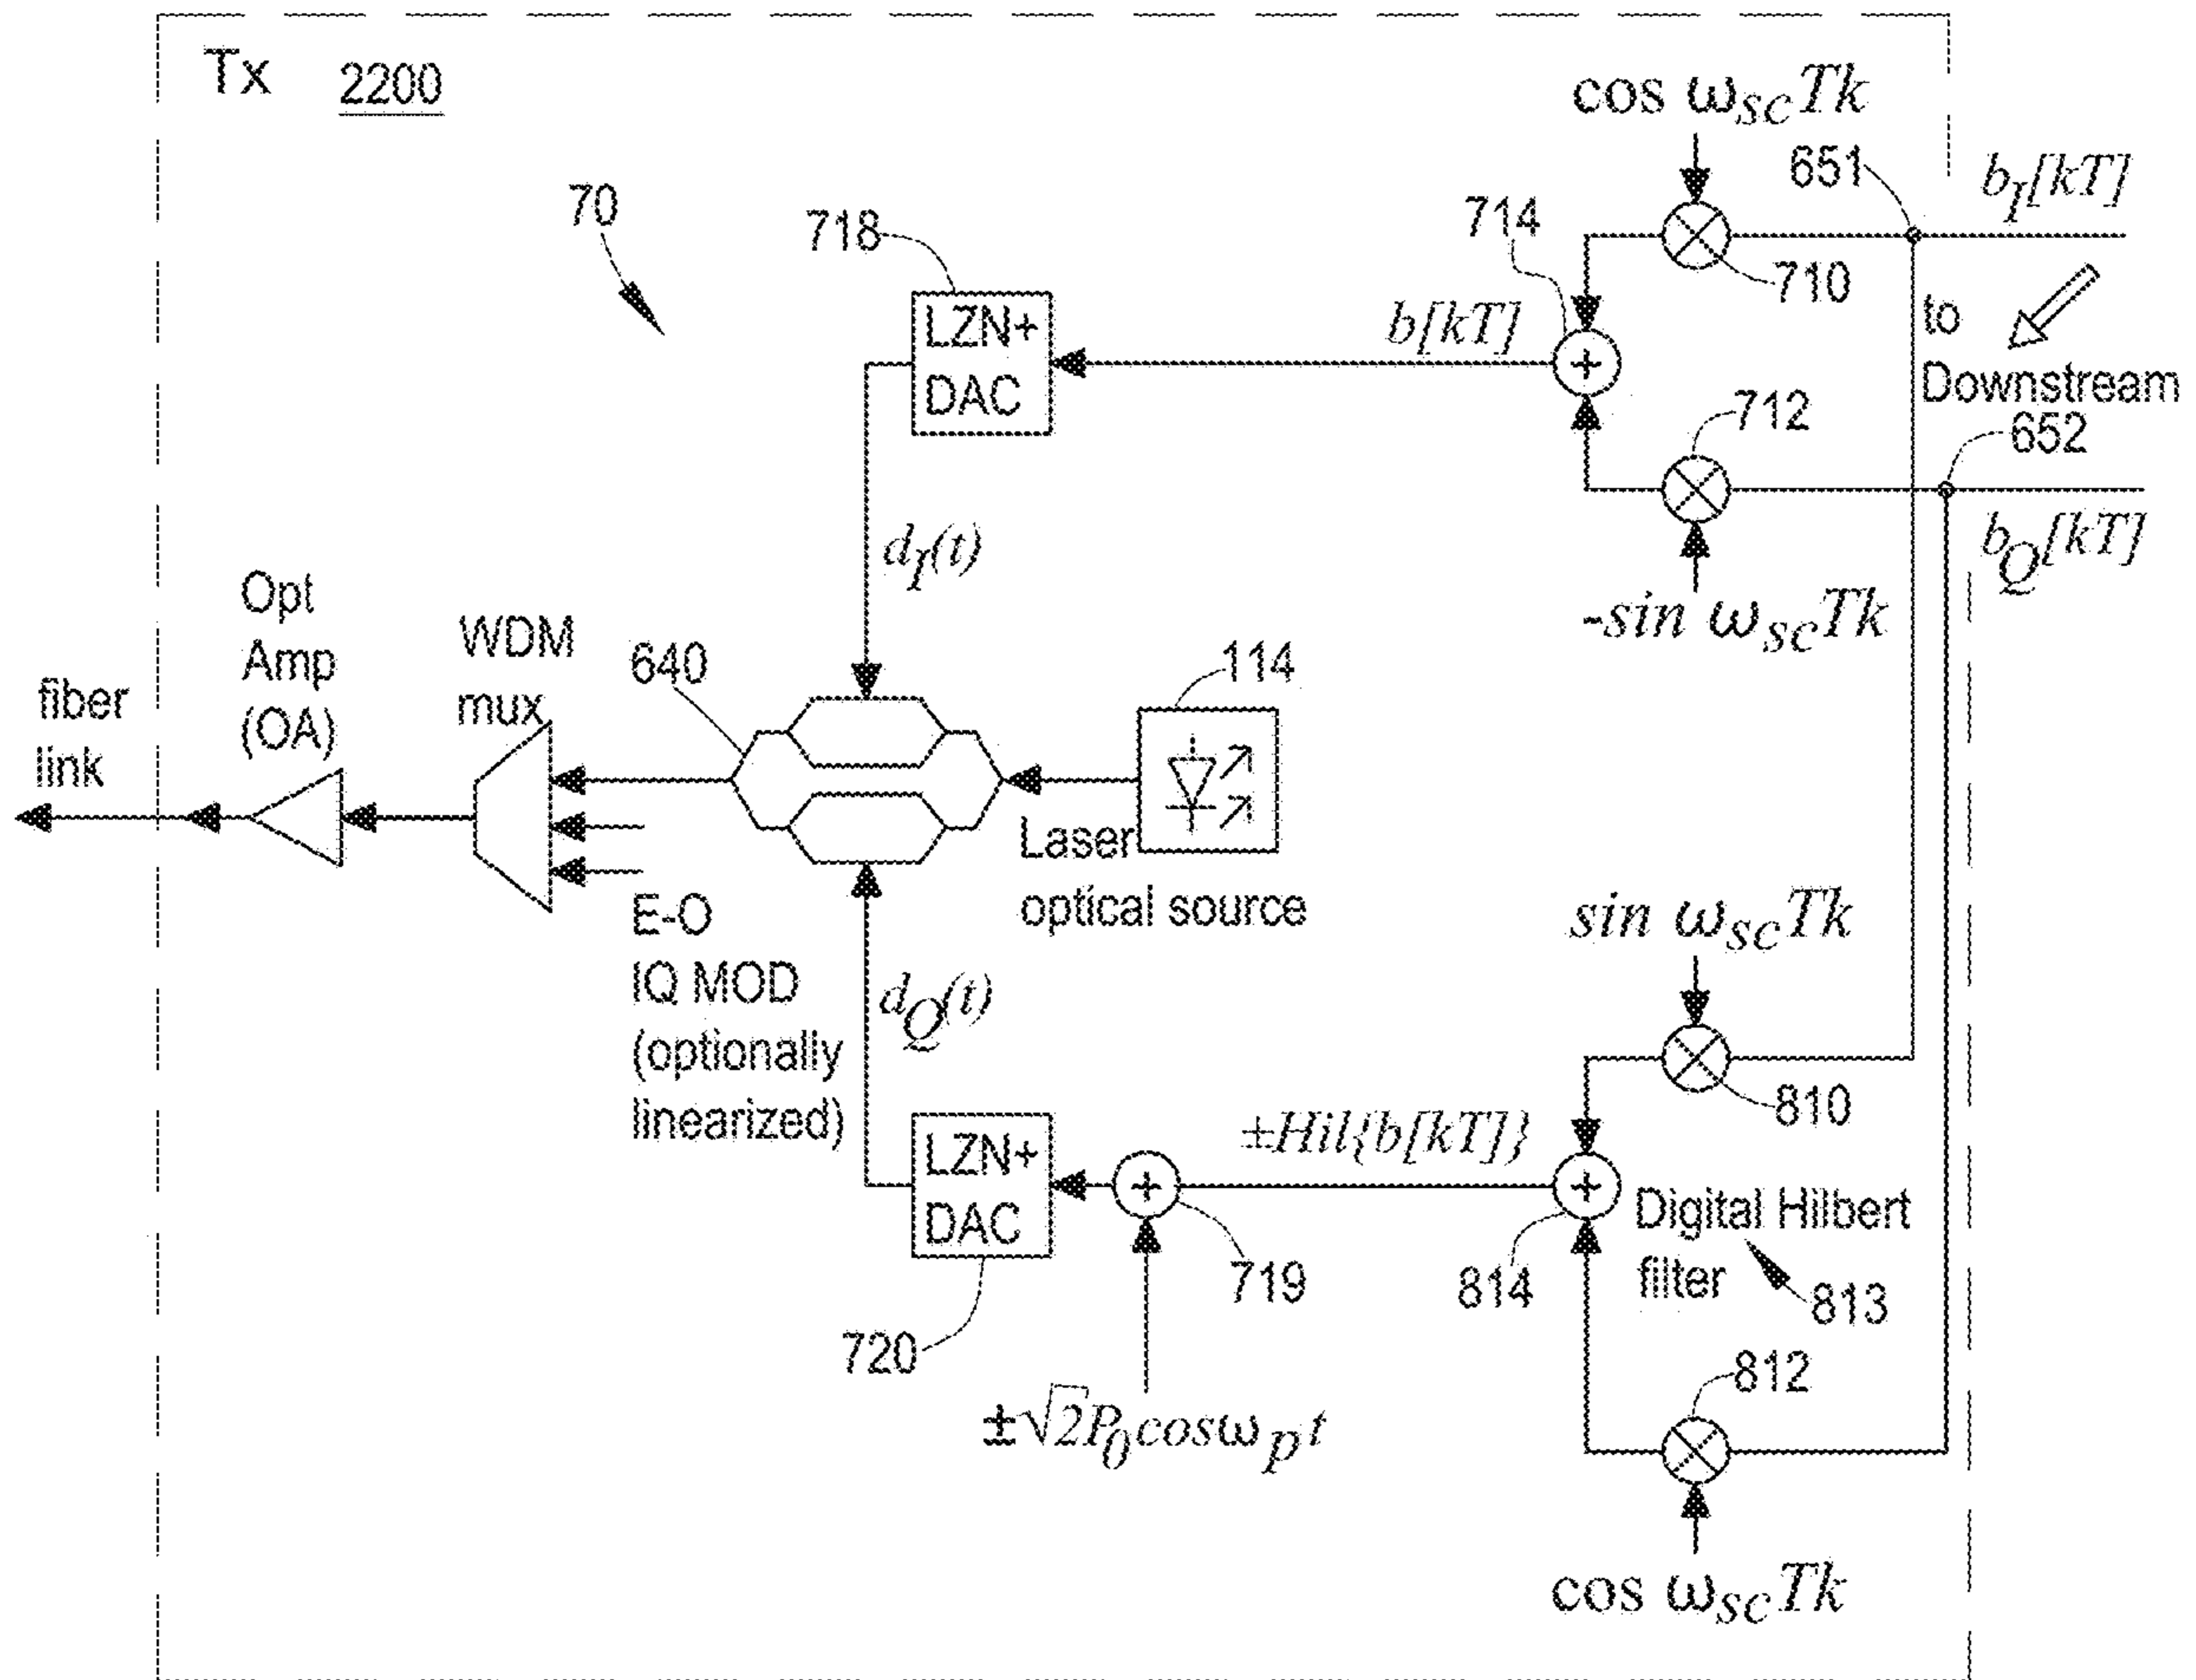 Tx 2200
cos ωscTk
651
bI[kT]
70
718
714
710
LZN+
DAC
b[kT]
to
Downstream
712
652
dI(t)
bQ[kT]
-sin ωscTk
Opt
Amp
(OA)
WDM
mux
640
114
fiber
link
Laser
optical source
E-O
IQ MOD
(optionally
linearized)
dQ(t)
sin ωscTk
810
±Hil{b[kT]}
LZN+
DAC
Digital Hilbert
filter
719
814
813
720
812
±√2P0cosωpt
cos ωscTk